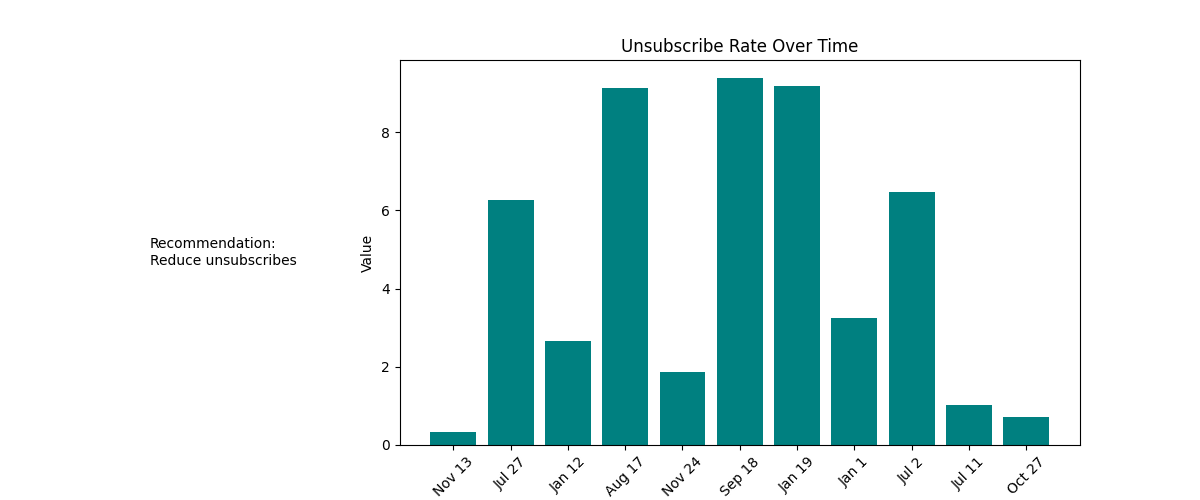 Unsubscribe Rate Over Time
Recommendation:
Reduce unsubscribes
Value
8
6
4
2
0
Nov 13
Jul 27
Jan 12
Aug 17
Nov 24
Sep 18
Jan 19
Jan 1
Jul 2
Jul 11
Oct 27